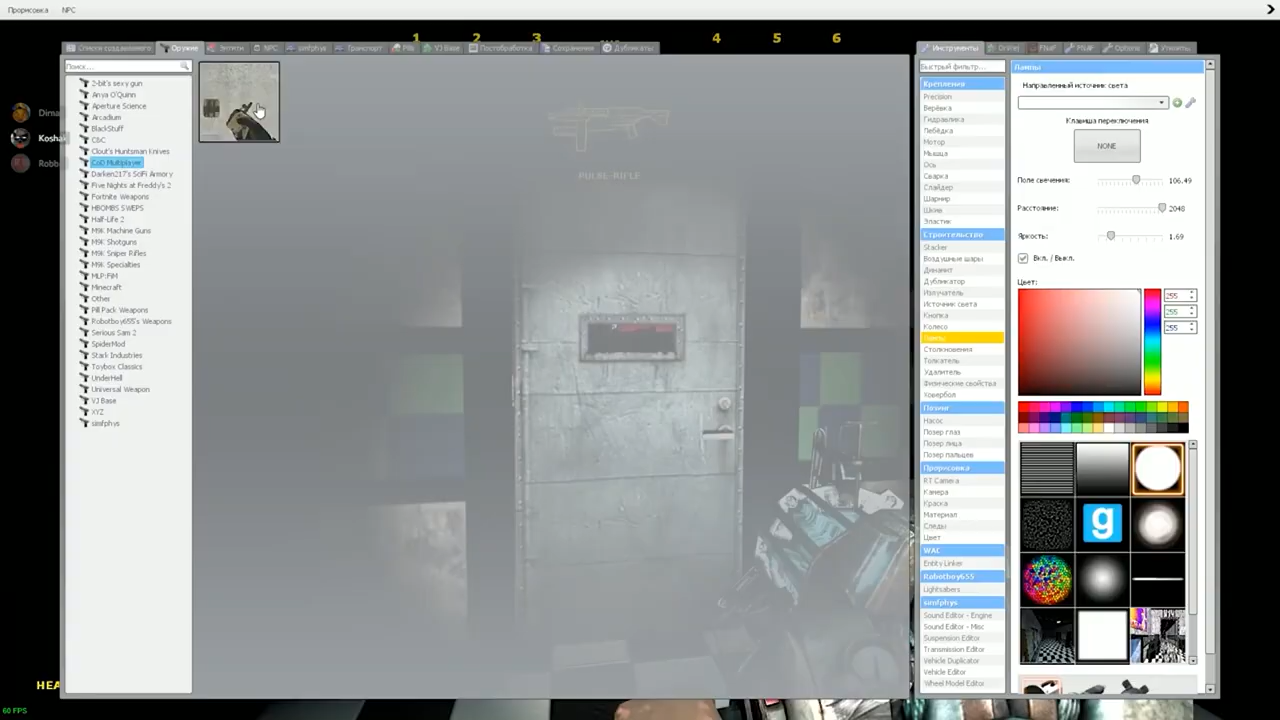 Прорисовка NPC
1 2 3 4 5 6
Список создаваемого Оружие Энтити NPC simfphys Транспорт Pills VJ Base Постобработка Сохранения Дубликаты
Поиск...
2-bit's sexy gun
Anya O'Quinn
Aperture Science
Arcadium
BlackStuff
C&C
Clout's Huntsman Knives
CoD Multiplayer
Darken217's SciFi Armory
Five Nights at Freddy's 2
Fortnite Weapons
HBOMBS SWEPS
Half-Life 2
M9K Machine Guns
M9K Shotguns
M9K Sniper Rifles
M9K Specialties
MLP:FiM
Minecraft
Other
Pill Pack Weapons
Robotboy655's Weapons
Serious Sam 2
SpiderMod
Stark Industries
Toybox Classics
UnderHell
Universal Weapon
VJ Base
XYZ
simfphys
Dima
Kosha
Robb
PULSE-RIFLE
HEA
60 FPS
Инструменты Online Options Утилиты
Быстрый фильтр...
Крепления
Precision
Верёвка
Гидравлика
Лебёдка
Мотор
Мышца
Ось
Сварка
Слайдер
Шарнир
Шкив
Эластик
Строительство
Stacker
Воздушные шары
Динамит
Дубликатор
Излучатель
Источник света
Кнопка
Колесо
Лампы
Столкновения
Толкатель
Удалитель
Физические свойства
Ховербол
Позинг
Насос
Позер глаз
Позер лица
Позер пальцев
Прорисовка
RT Camera
Камера
Краска
Материал
Следы
Цвет
WAC
Entity Linker
Robotboy655
Lightsabers
simfphys
Sound Editor - Engine
Sound Editor - Misc
Suspension Editor
Transmission Editor
Vehicle Duplicator
Vehicle Editor
Wheel Model Editor
Лампы
Направленный источник света
Клавиша переключения
NONE
Поле свечения: 106.49
Расстояние: 2048
Яркость: 1.69
Вкл. / Выкл.
Цвет:
255
255
255
g